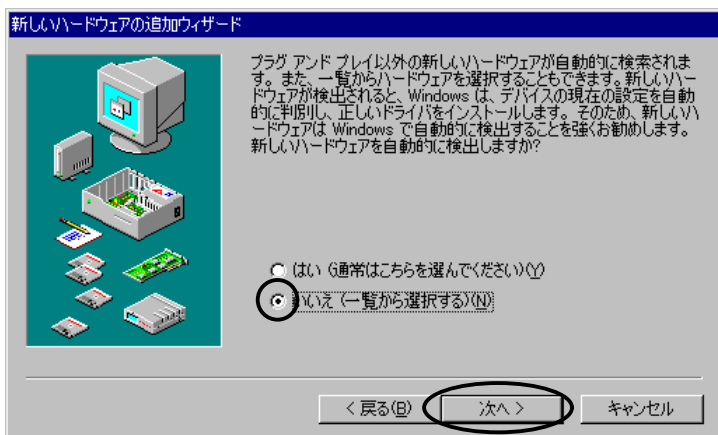 新しいハードウェアの追加ウィザード
プラグ アンド プレイ以外の新しいハードウェアが自動的に検索されま
す。また、一覧からハードウェアを選択することもできます。新しいハー
ドウェアが検出されると、Windows は、デバイスの現在の設定を自動
的に判別し、正しいドライバをインストールします。そのため、新しいハ
ードウェアは Windows で自動的に検出することを強くお勧めします。
新しいハードウェアを自動的に検出しますか?
はい (通常はこちらを選んでください)(Y)
いいえ (一覧から選択する)(N)
< 戻る(B)
次へ >
キャンセル